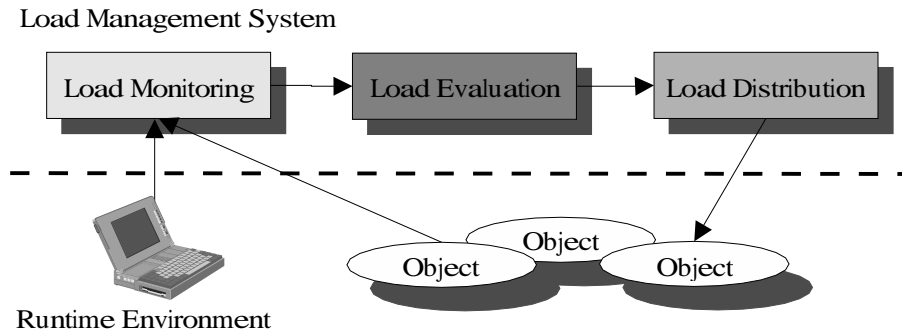 Load Management System
Load Monitoring
Load Evaluation
Load Distribution
Object
Object
Object
Runtime Environment